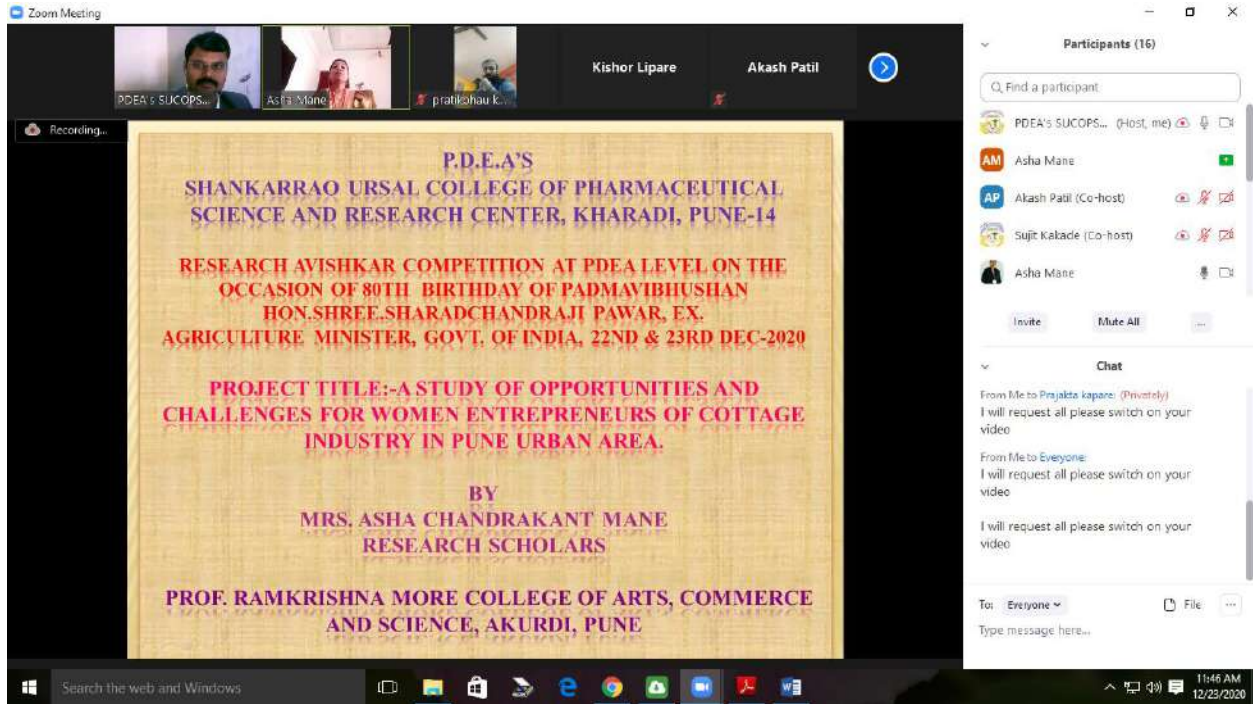 Zoom Meeting
PDEA's SUCOPS...
Asha Mane
pratikbhau k...
Kishor Lipare
Akash Patil
Recording...
P.D.E.A'S
SHANKARRAO URSAL COLLEGE OF PHARMACEUTICAL
SCIENCE AND RESEARCH CENTER, KHARADI, PUNE-14
RESEARCH AVISHKAR COMPETITION AT PDEA LEVEL ON THE
OCCASION OF 80TH BIRTHDAY OF PADMAVIBHUSHAN
HON.SHREE.SHARADCHANDRAJI PAWAR, EX.
AGRICULTURE MINISTER, GOVT. OF INDIA, 22ND & 23RD DEC-2020
PROJECT TITLE:-A STUDY OF OPPORTUNITIES AND
CHALLENGES FOR WOMEN ENTREPRENEURS OF COTTAGE
INDUSTRY IN PUNE URBAN AREA.
BY
MRS. ASHA CHANDRAKANT MANE
RESEARCH SCHOLARS
PROF. RAMKRISHNA MORE COLLEGE OF ARTS, COMMERCE
AND SCIENCE, AKURDI, PUNE
Participants (16)
Find a participant
PDEA's SUCOPS... (Host, me)
AM Asha Mane
AP Akash Patil (Co-host)
Sujit Kakade (Co-host)
Asha Mane
Invite Mute All ...
Chat
From Me to Prajakta kapare: (Privately)
I will request all please switch on your
video
From Me to Everyone:
I will request all please switch on your
video
I will request all please switch on your
video
To: Everyone File ...
Type message here...
Search the web and Windows
11:46 AM
12/23/2020